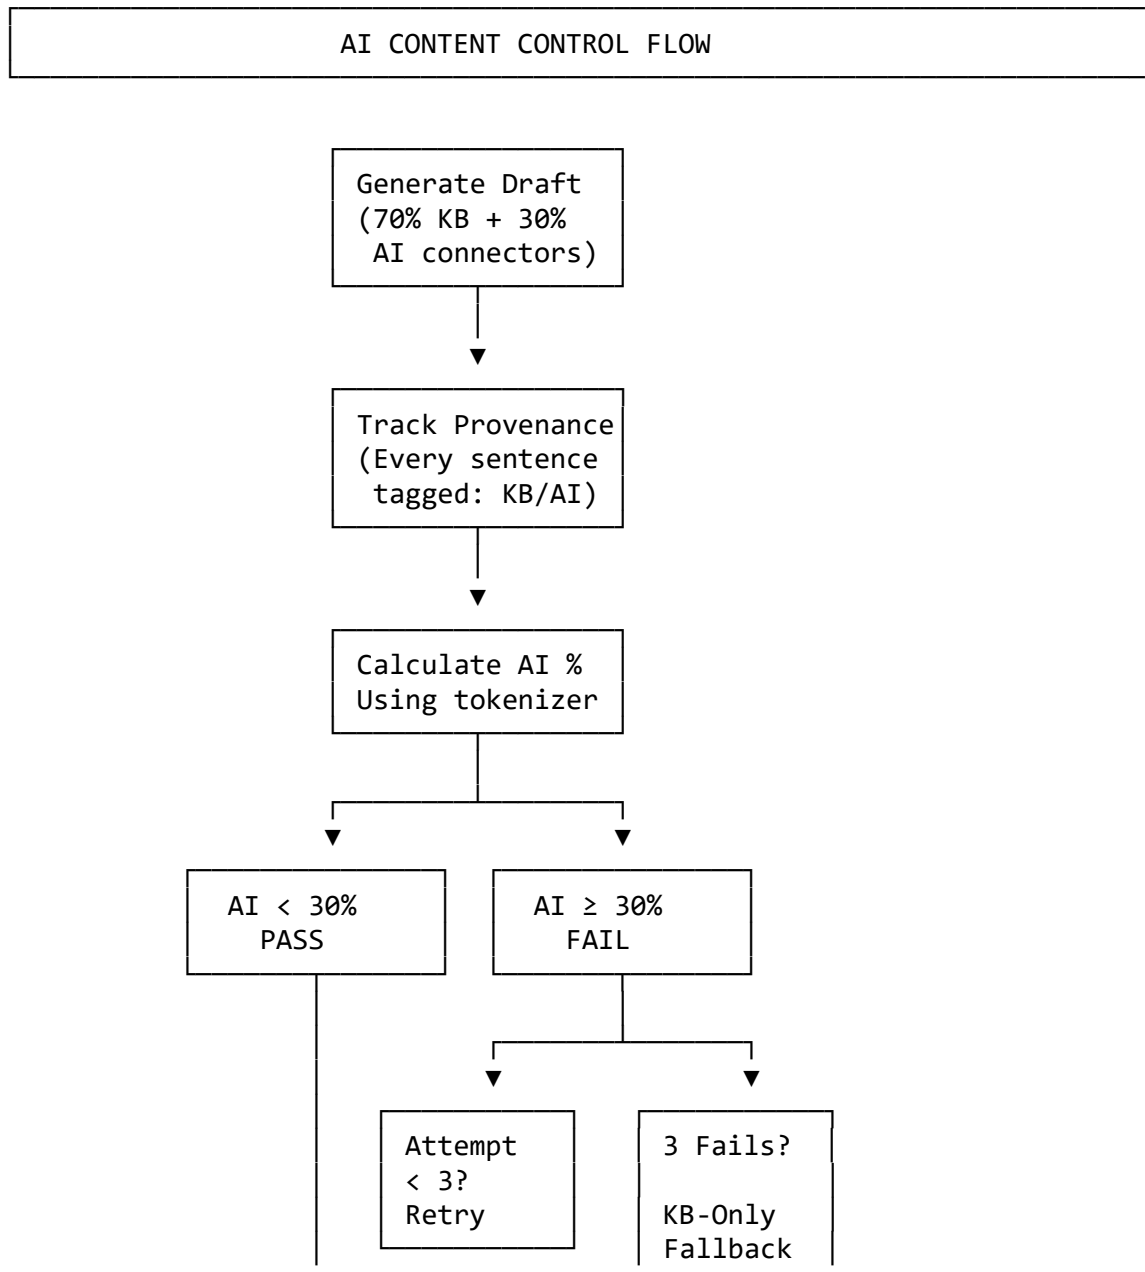 AI CONTENT CONTROL FLOW
Generate Draft
(70% KB + 30%
AI connectors)
Track Provenance
(Every sentence
tagged: KB/AI)
Calculate AI %
Using tokenizer
AI < 30%
PASS
AI ≥ 30%
FAIL
Attempt
< 3?
Retry
3 Fails?
KB-Only
Fallback